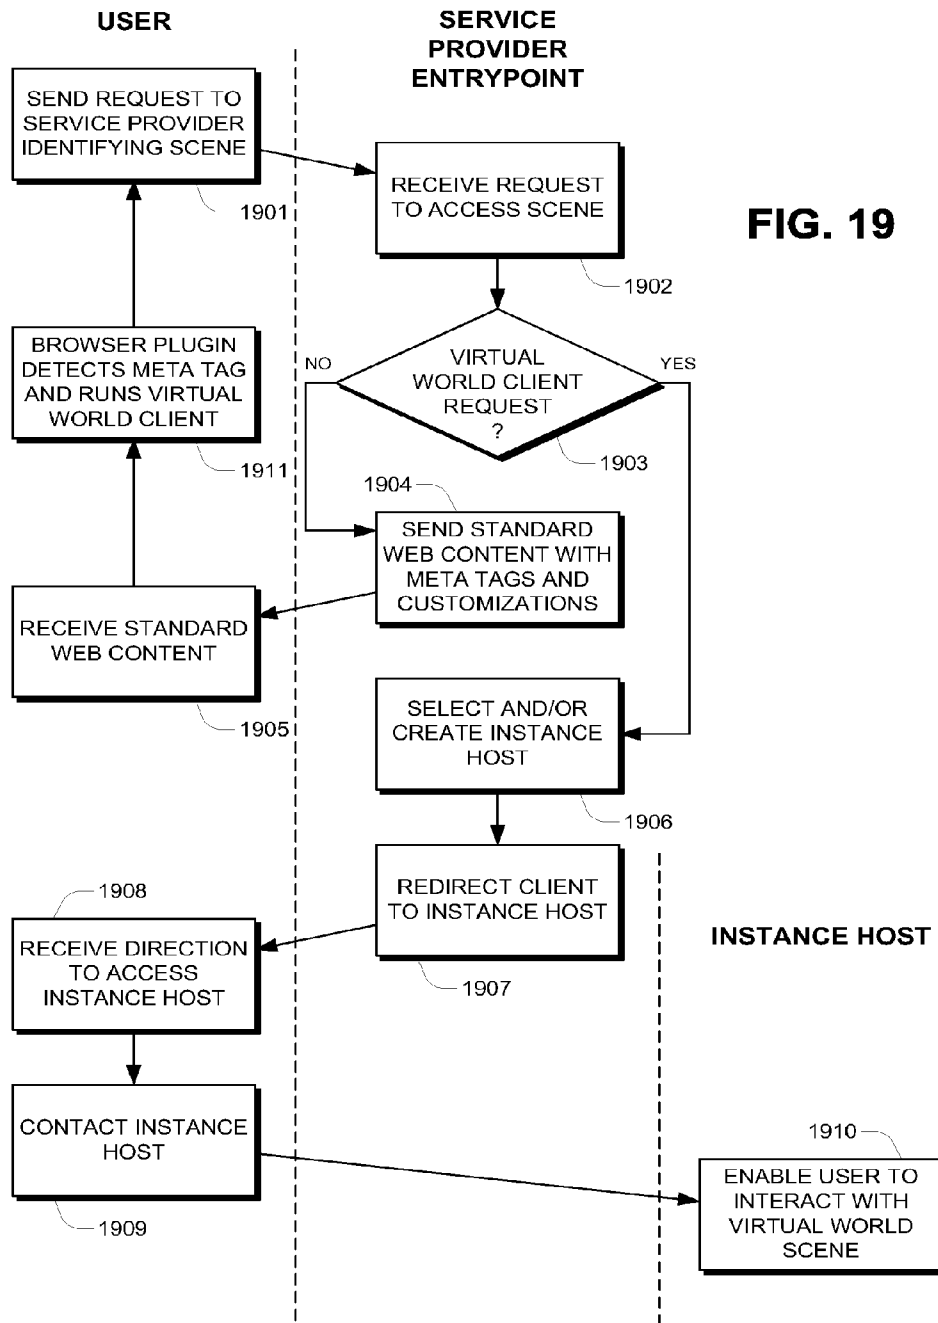 USER
SERVICE
PROVIDER
ENTRYPOINT
SEND REQUEST TO
SERVICE PROVIDER
IDENTIFYING SCENE
1901
RECEIVE REQUEST
TO ACCESS SCENE
1902
FIG. 19
BROWSER PLUGIN
DETECTS META TAG
AND RUNS VIRTUAL
WORLD CLIENT
1911
NO
VIRTUAL
WORLD CLIENT
REQUEST
?
YES
1903
1904
SEND STANDARD
WEB CONTENT WITH
META TAGS AND
CUSTOMIZATIONS
RECEIVE STANDARD
WEB CONTENT
1905
SELECT AND/OR
CREATE INSTANCE
HOST
1906
REDIRECT CLIENT
TO INSTANCE HOST
1907
1908
RECEIVE DIRECTION
TO ACCESS
INSTANCE HOST
CONTACT INSTANCE
HOST
1909
INSTANCE HOST
1910
ENABLE USER TO
INTERACT WITH
VIRTUAL WORLD
SCENE